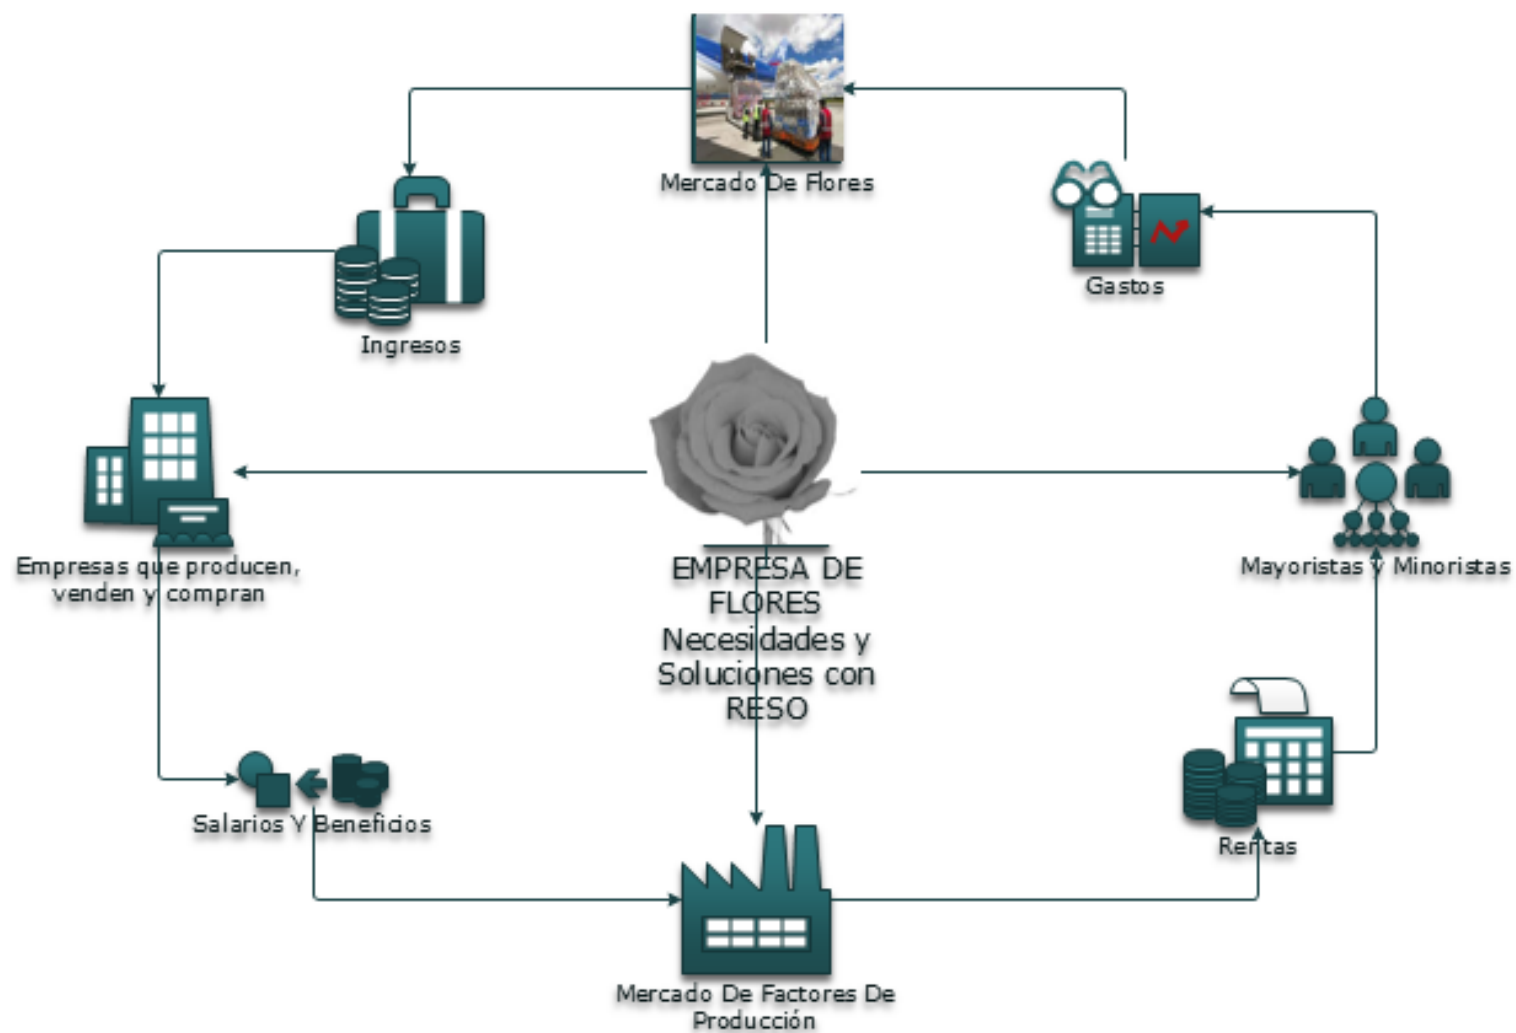 Mercado De Flores
Gastos
Ingresos
Empresas que producen,
venden y compran
EMPRESA DE
FLORES
Necesidades y
Soluciones con
RESO
Mayoristas y Minoristas
Salarios Y Beneficios
Rentas
Mercado De Factores De
Producción